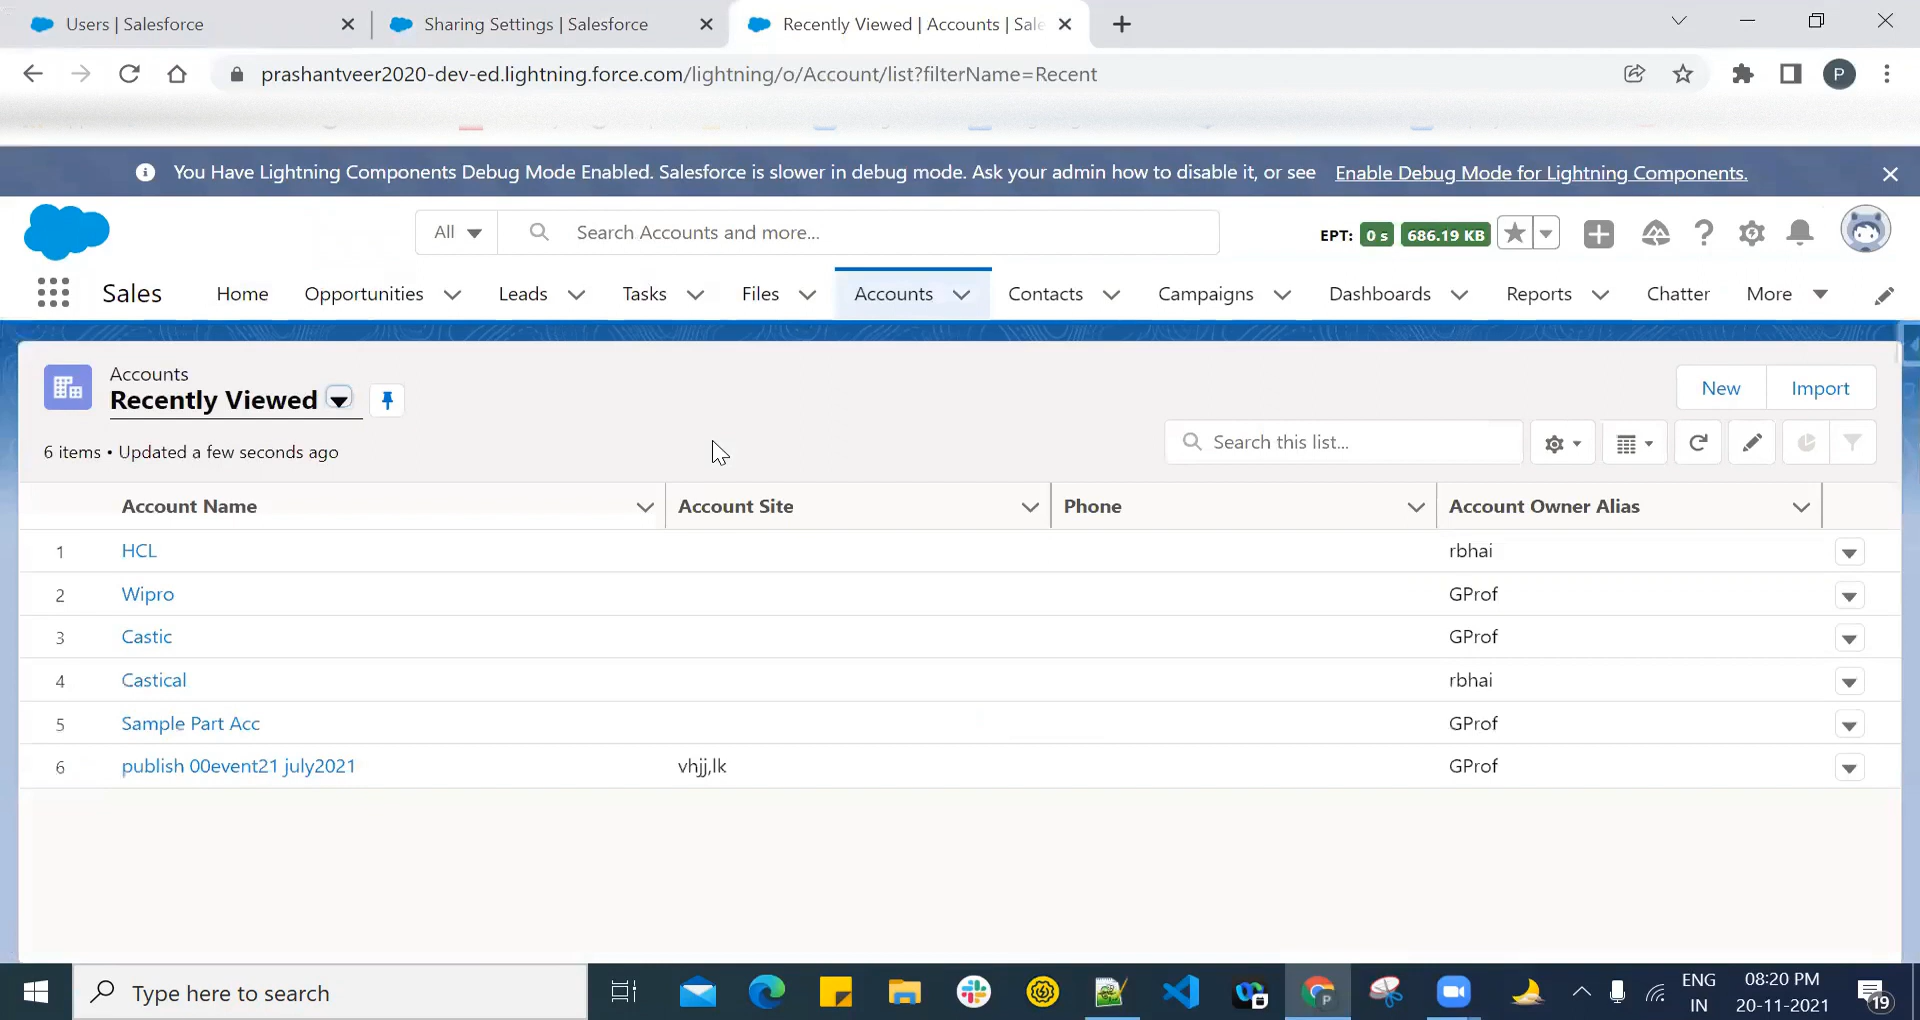 Users | Salesforce
Sharing Settings | Salesforce
Recently Viewed | Accounts | Sale
prashantveer2020-dev-ed.lightning.force.com/lightning/o/Account/list?filterName=Recent
P
You Have Lightning Components Debug Mode Enabled. Salesforce is slower in debug mode. Ask your admin how to disable it, or see Enable Debug Mode for Lightning Components.
All
Search Accounts and more...
EPT: 0 s 686.19 KB
Sales Home Opportunities Leads Tasks Files Accounts Contacts Campaigns Dashboards Reports Chatter More
Accounts
Recently Viewed
New Import
6 items • Updated a few seconds ago
Search this list...
Account Name Account Site Phone Account Owner Alias
1 HCL rbhai
2 Wipro GProf
3 Castic GProf
4 Castical rbhai
5 Sample Part Acc GProf
6 publish 00event21 july2021 vhjj,lk GProf
Type here to search
P
ENG
IN
08:20 PM
20-11-2021
19